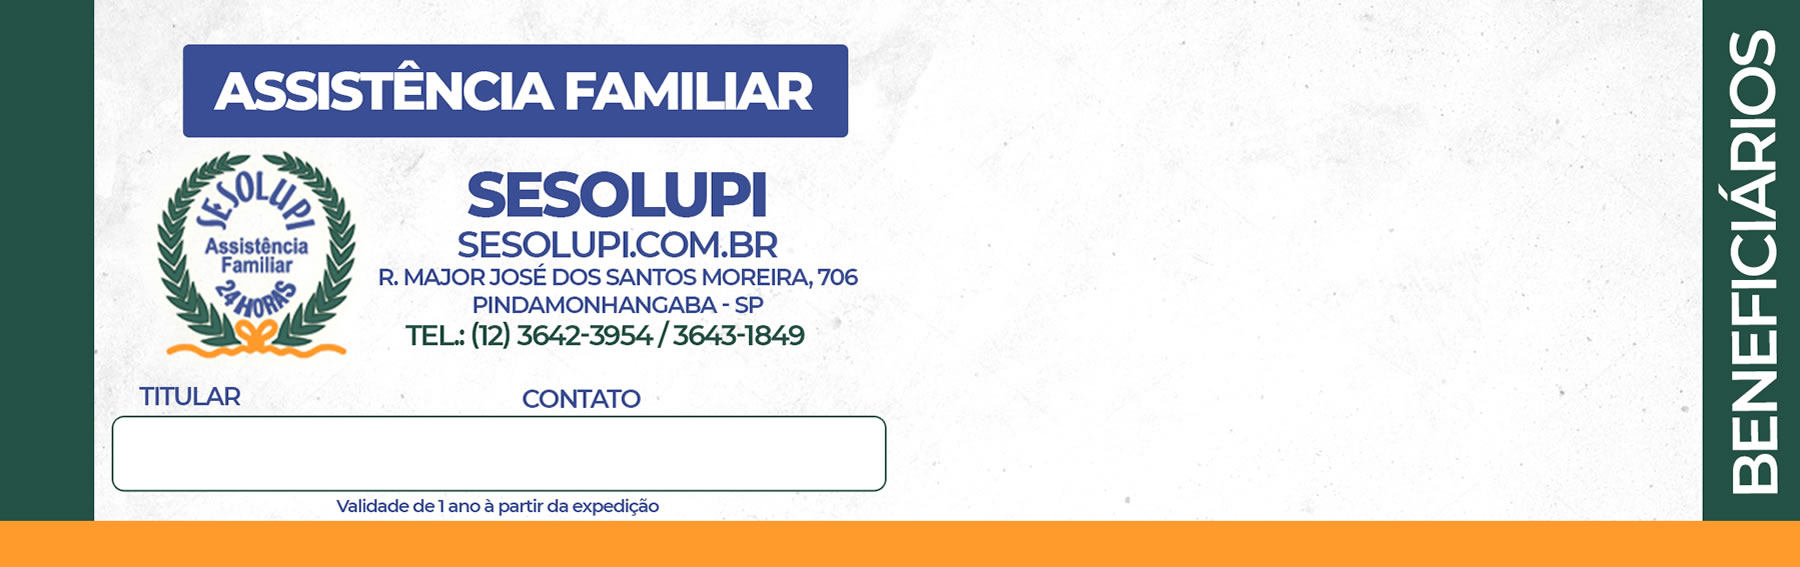 ASSISTÊNCIA FAMILIAR
SESOLUPI
Assistência
Familiar
24 HORAS
SESOLUPI
SESOLUPI.COM.BR
R. MAJOR JOSÉ DOS SANTOS MOREIRA, 706
PINDAMONHANGABA - SP
TEL.: (12) 3642-3954 / 3643-1849
TITULAR
CONTATO
Validade de 1 ano à partir da expedição
BENEFICIÁRIOS